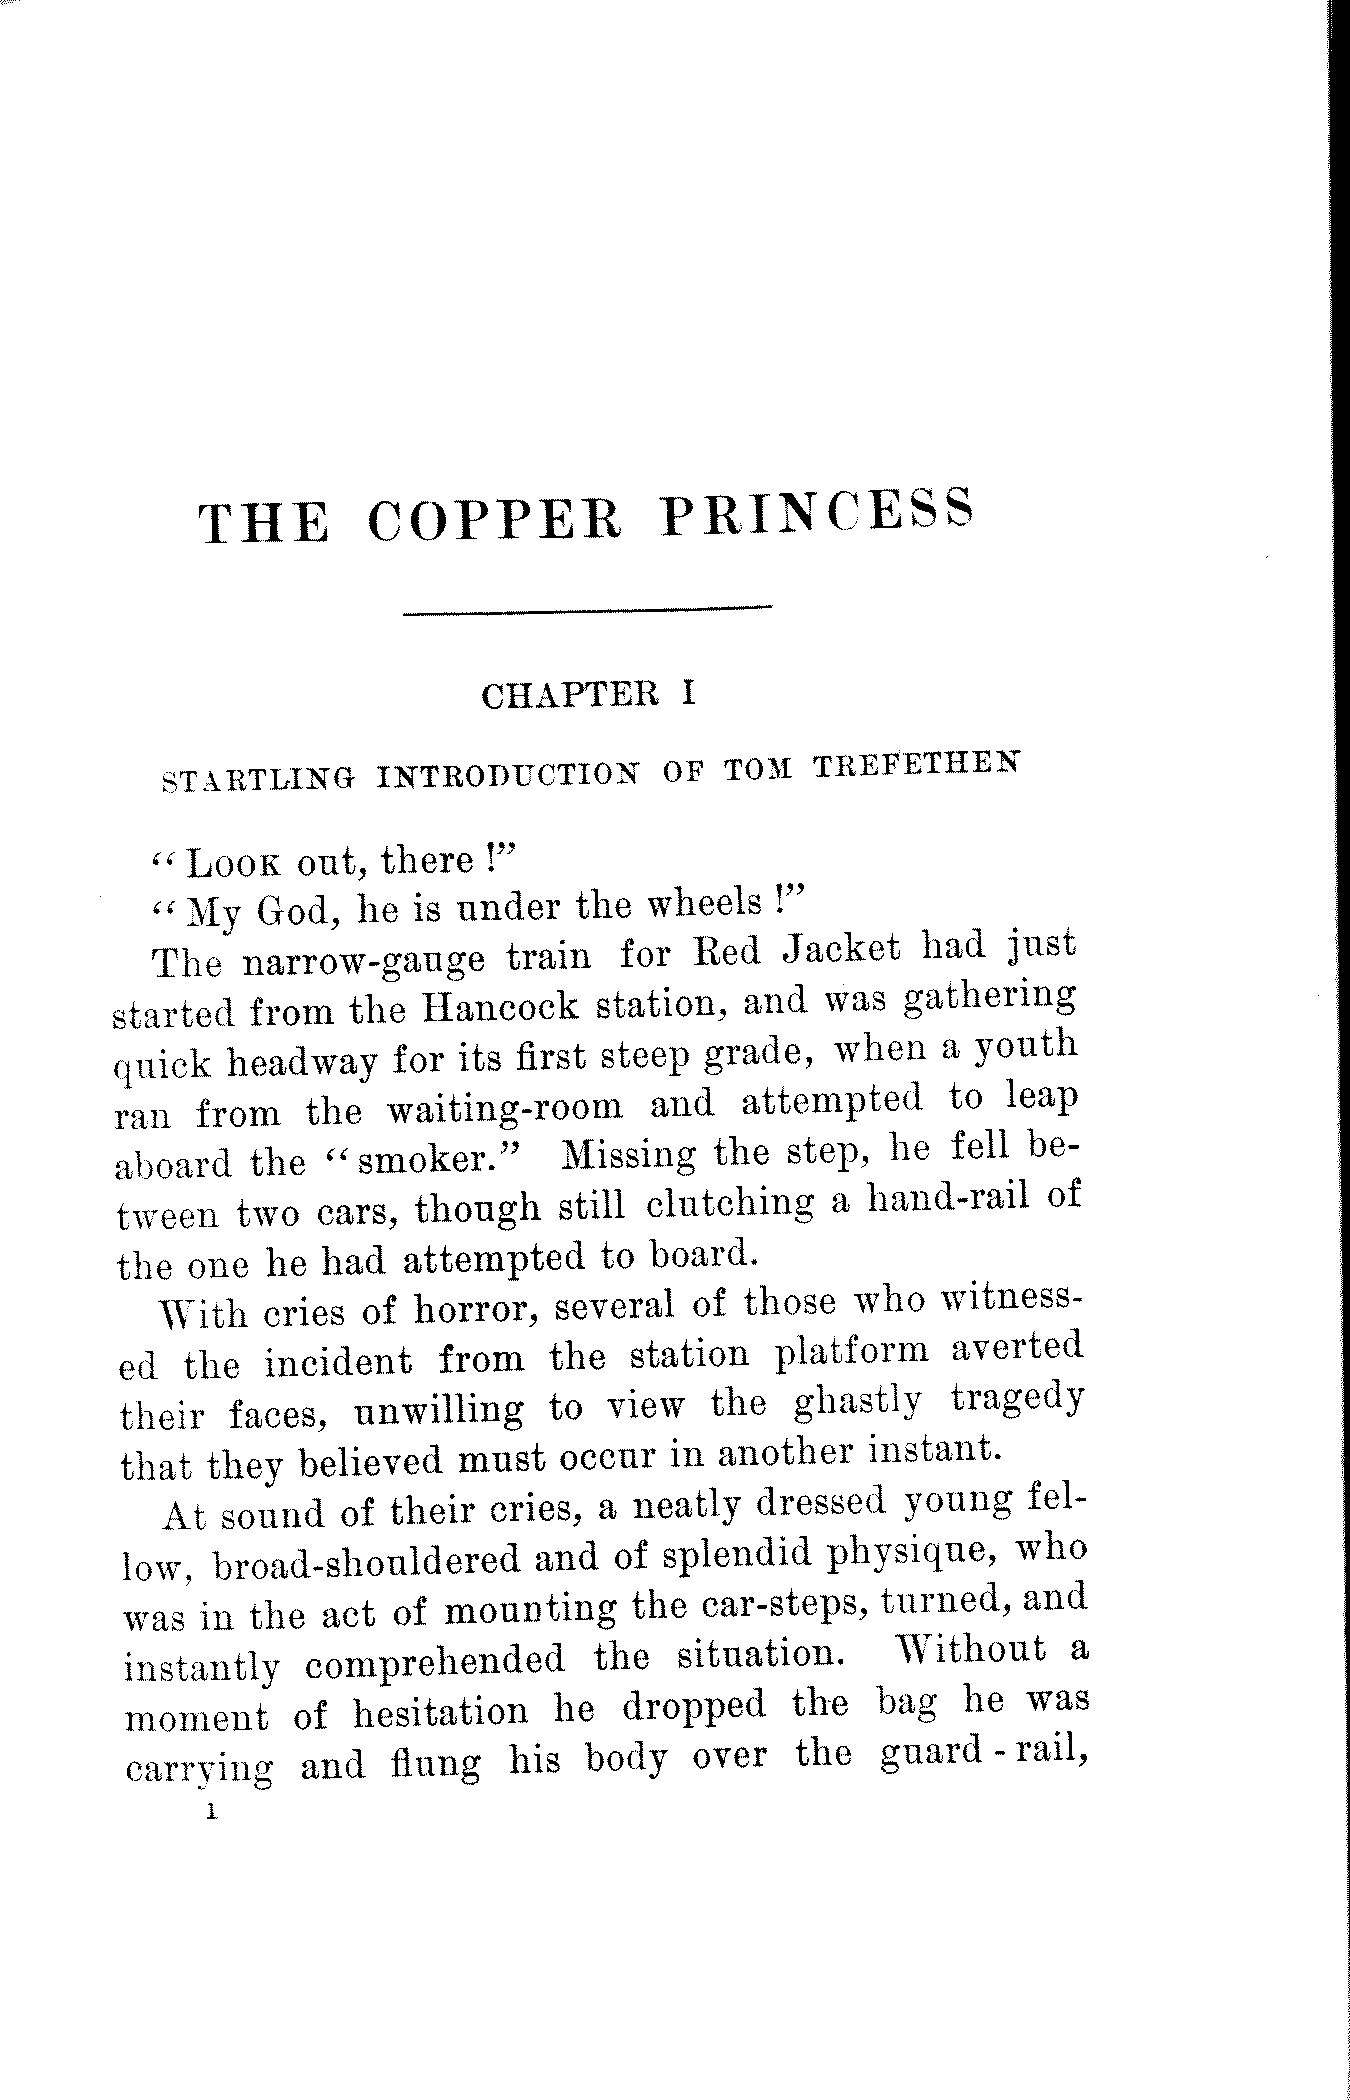 THE COPPER PRINCESS
CHAPTER I
STARTLING INTRODUCTION OF TOM TREFETHEN
“ LOOK out, there !”
“ My God, he is under the wheels !”
The narrow-gauge train for Red Jacket had just
started from the Hancock station, and was gathering
quick headway for its first steep grade, when a youth
ran from the waiting-room and attempted to leap
aboard the “ smoker.” Missing the step, he fell be-
tween two cars, though still clutching a hand-rail of
the one he had attempted to board.
With cries of horror, several of those who witness-
ed the incident from the station platform averted
their faces, unwilling to view the ghastly tragedy
that they believed must occur in another instant.
At sound of their cries, a neatly dressed young fel-
low, broad-shouldered and of splendid physique, who
was in the act of mounting the car-steps, turned, and
instantly comprehended the situation. Without a
moment of hesitation he dropped the bag he was
carrying and flung his body over the guard - rail,
1